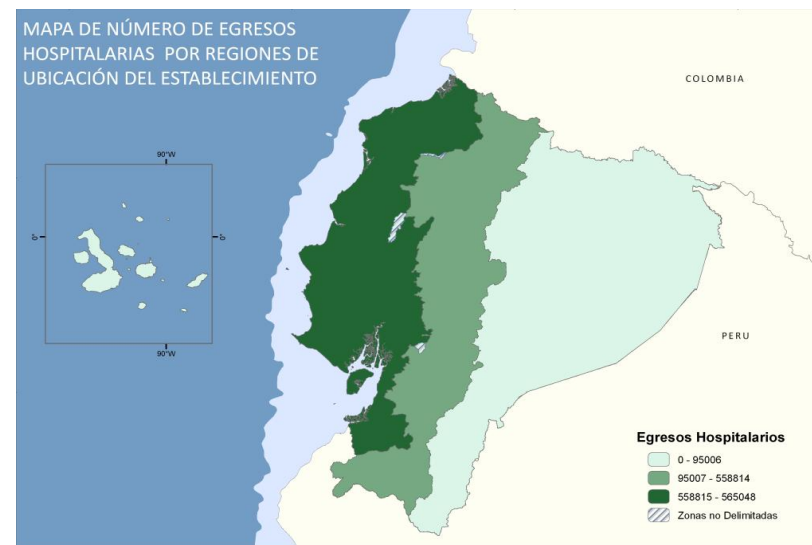 MAPA DE NÚMERO DE EGRESOS
HOSPITALARIAS POR REGIONES DE
UBICACIÓN DEL ESTABLECIMIENTO
COLOMBIA
90°W
0°
0°
PERU
90°W
Egresos Hospitalarios
0 - 95006
95007 - 558814
558815 - 565048
Zonas no Delimitadas